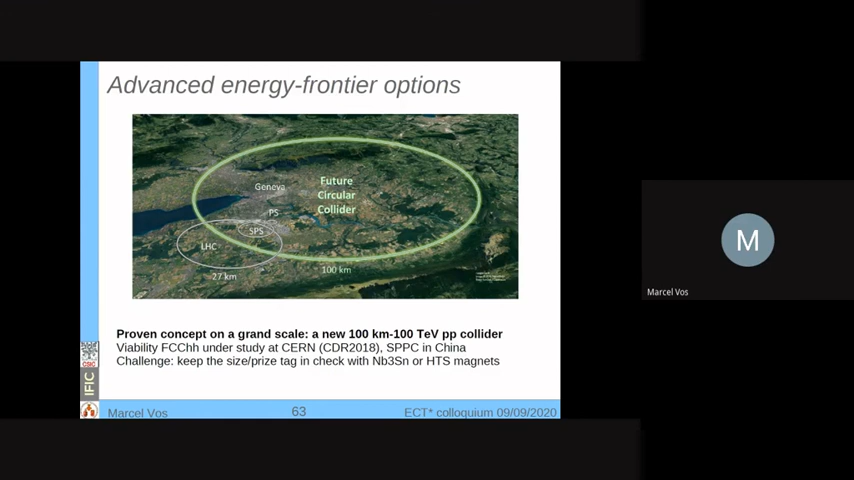 Advanced energy-frontier options
Geneva
Future
Circular
Collider
PS
SPS
LHC
27 km
100 km
Proven concept on a grand scale: a new 100 km-100 TeV pp collider
Viability FCChh under study at CERN (CDR2018), SPPC in China
Challenge: keep the size/prize tag in check with Nb3Sn or HTS magnets
CSIC
IFIC
Marcel Vos
63
ECT* colloquium 09/09/2020
M
Marcel Vos